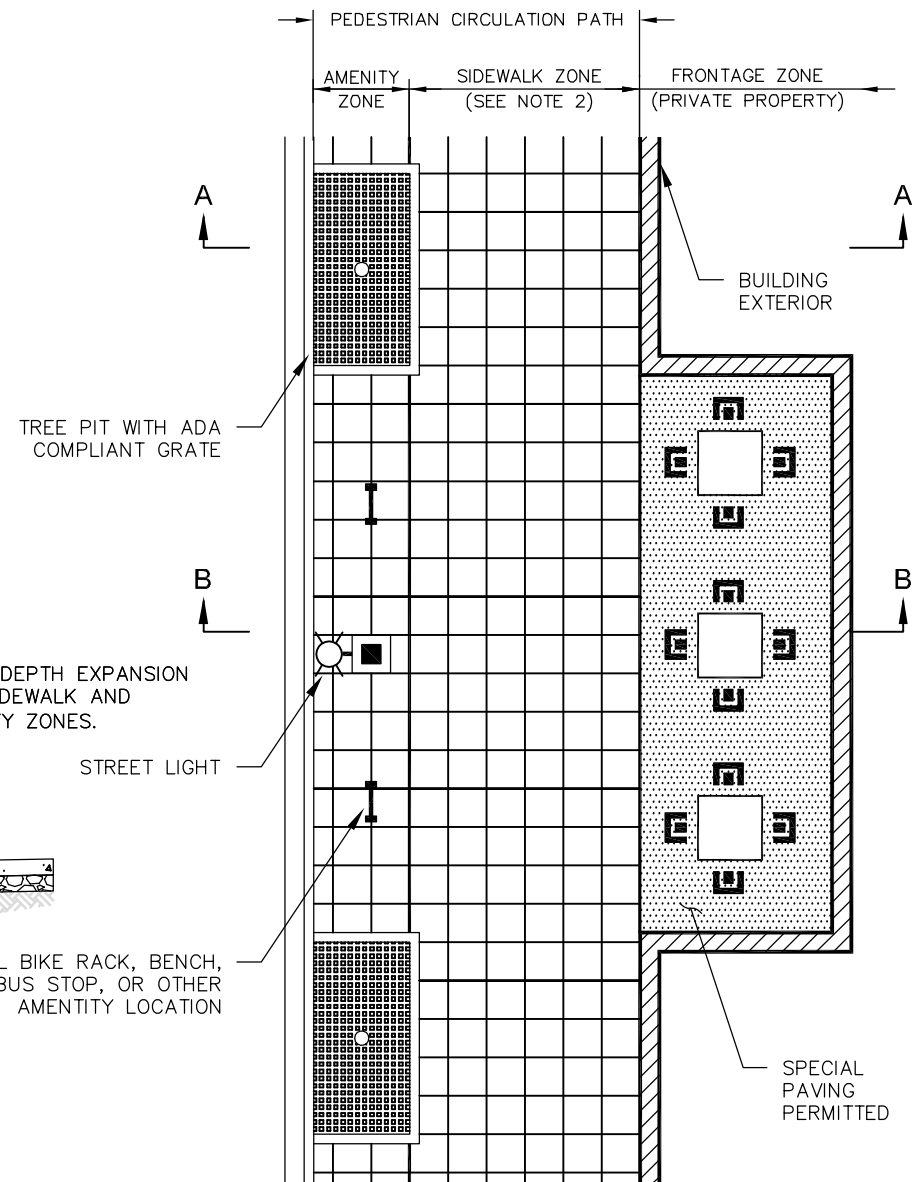 PEDESTRIAN CIRCULATION PATH
AMENITY
ZONE
SIDEWALK ZONE
(SEE NOTE 2)
FRONTAGE ZONE
(PRIVATE PROPERTY)
A
A
BUILDING
EXTERIOR
TREE PIT WITH ADA
COMPLIANT GRATE
B
B
DEPTH EXPANSION
DEWALK AND
Y ZONES.
STREET LIGHT
L BIKE RACK, BENCH,
BUS STOP, OR OTHER
AMENTITY LOCATION
SPECIAL
PAVING
PERMITTED